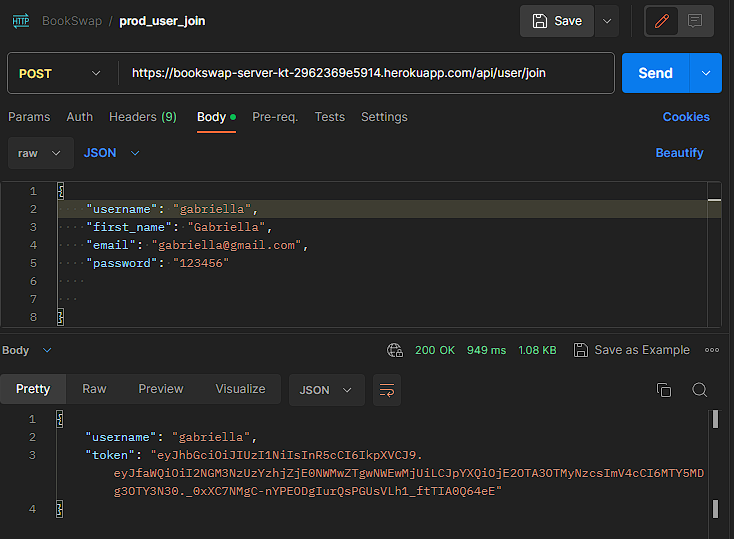 HTTP BookSwap / prod_user_join Save
POST https://bookswap-server-kt-2962369e5914.herokuapp.com/api/user/join Send
Params Auth Headers (9) Body Pre-req. Tests Settings Cookies
raw JSON Beautify
1 {
2 "username": "gabriella",
3 "first_name": "Gabriella",
4 "email": "gabriella@gmail.com",
5 "password": "123456"
6
7
8 }
Body 200 OK 949 ms 1.08 KB Save as Example
Pretty Raw Preview Visualize JSON
1 {
2 "username": "gabriella",
3 "token": "eyJhbGciOiJIUzI1NiIsInR5cCI6IkpXVCJ9.
eyJfaWQiOiI2NGM3NzUzYzhjZjE0NWMwZTgwNWEwMjUiLCJpYXQiOjE2OTA3OTMyNzcsImV4cCI6MTY5MD
g3OTY3N30._0xXC7NMgC-nYPEODgIurQsPGUsVLh1_ftTIA0Q64eE"
4 }